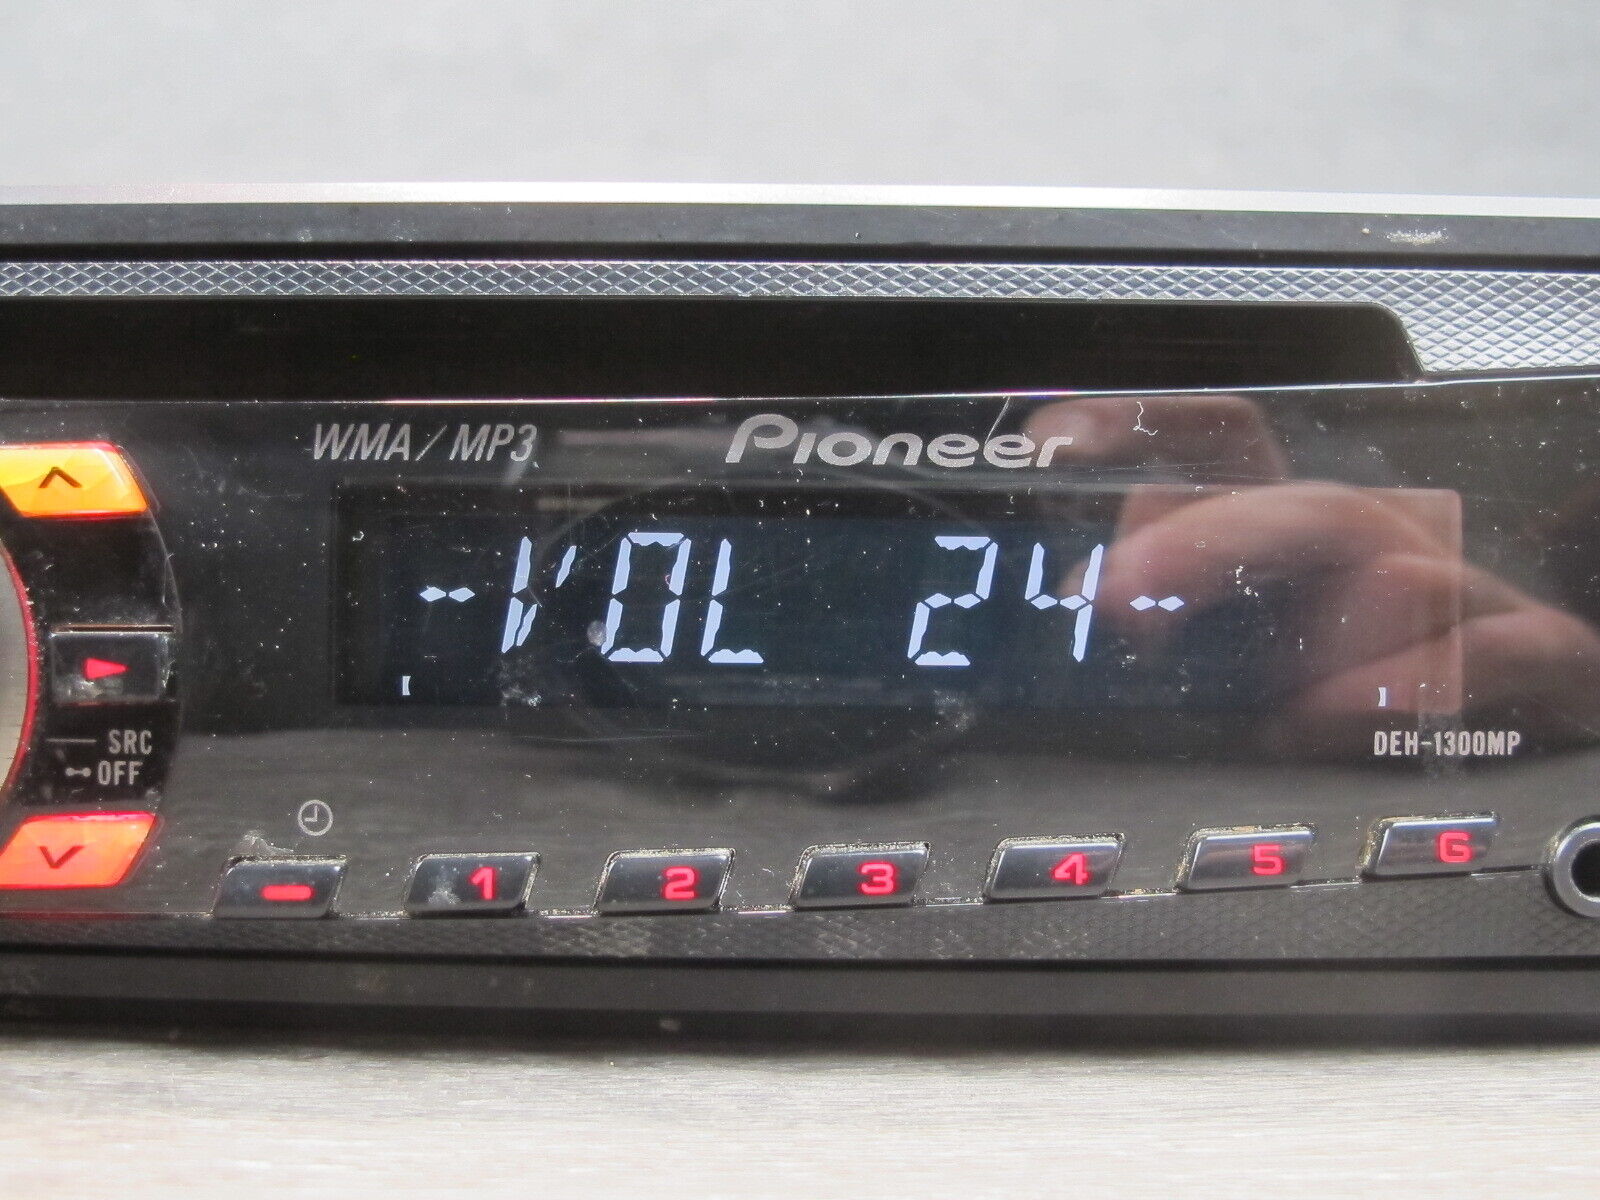 WMA / MP3
Pioneer
-VOL 24-
SRC
OFF
DEH-1300MP
1
2
3
4
5
6